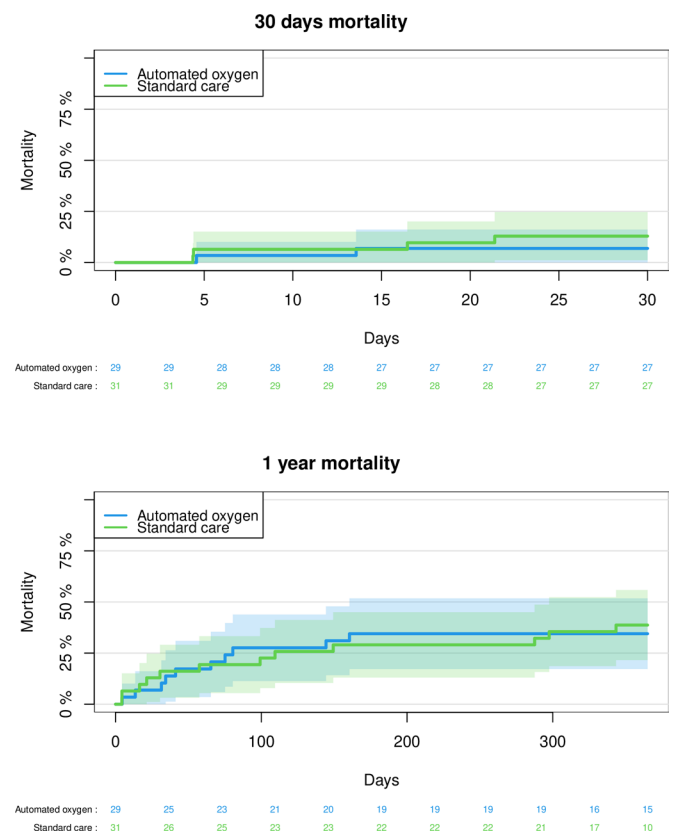 30 days mortality
Automated oxygen
Standard care
Mortality
0 %
25 %
50 %
75 %
0 5 10 15 20 25 30
Days
Automated oxygen : 29 29 28 28 28 27 27 27 27 27 27
Standard care : 31 31 29 29 29 29 28 28 27 27 27
1 year mortality
Automated oxygen
Standard care
Mortality
0 %
25 %
50 %
75 %
0 100 200 300
Days
Automated oxygen : 29 25 23 21 20 19 19 19 19 16 15
Standard care : 31 26 25 23 23 22 22 22 21 17 10